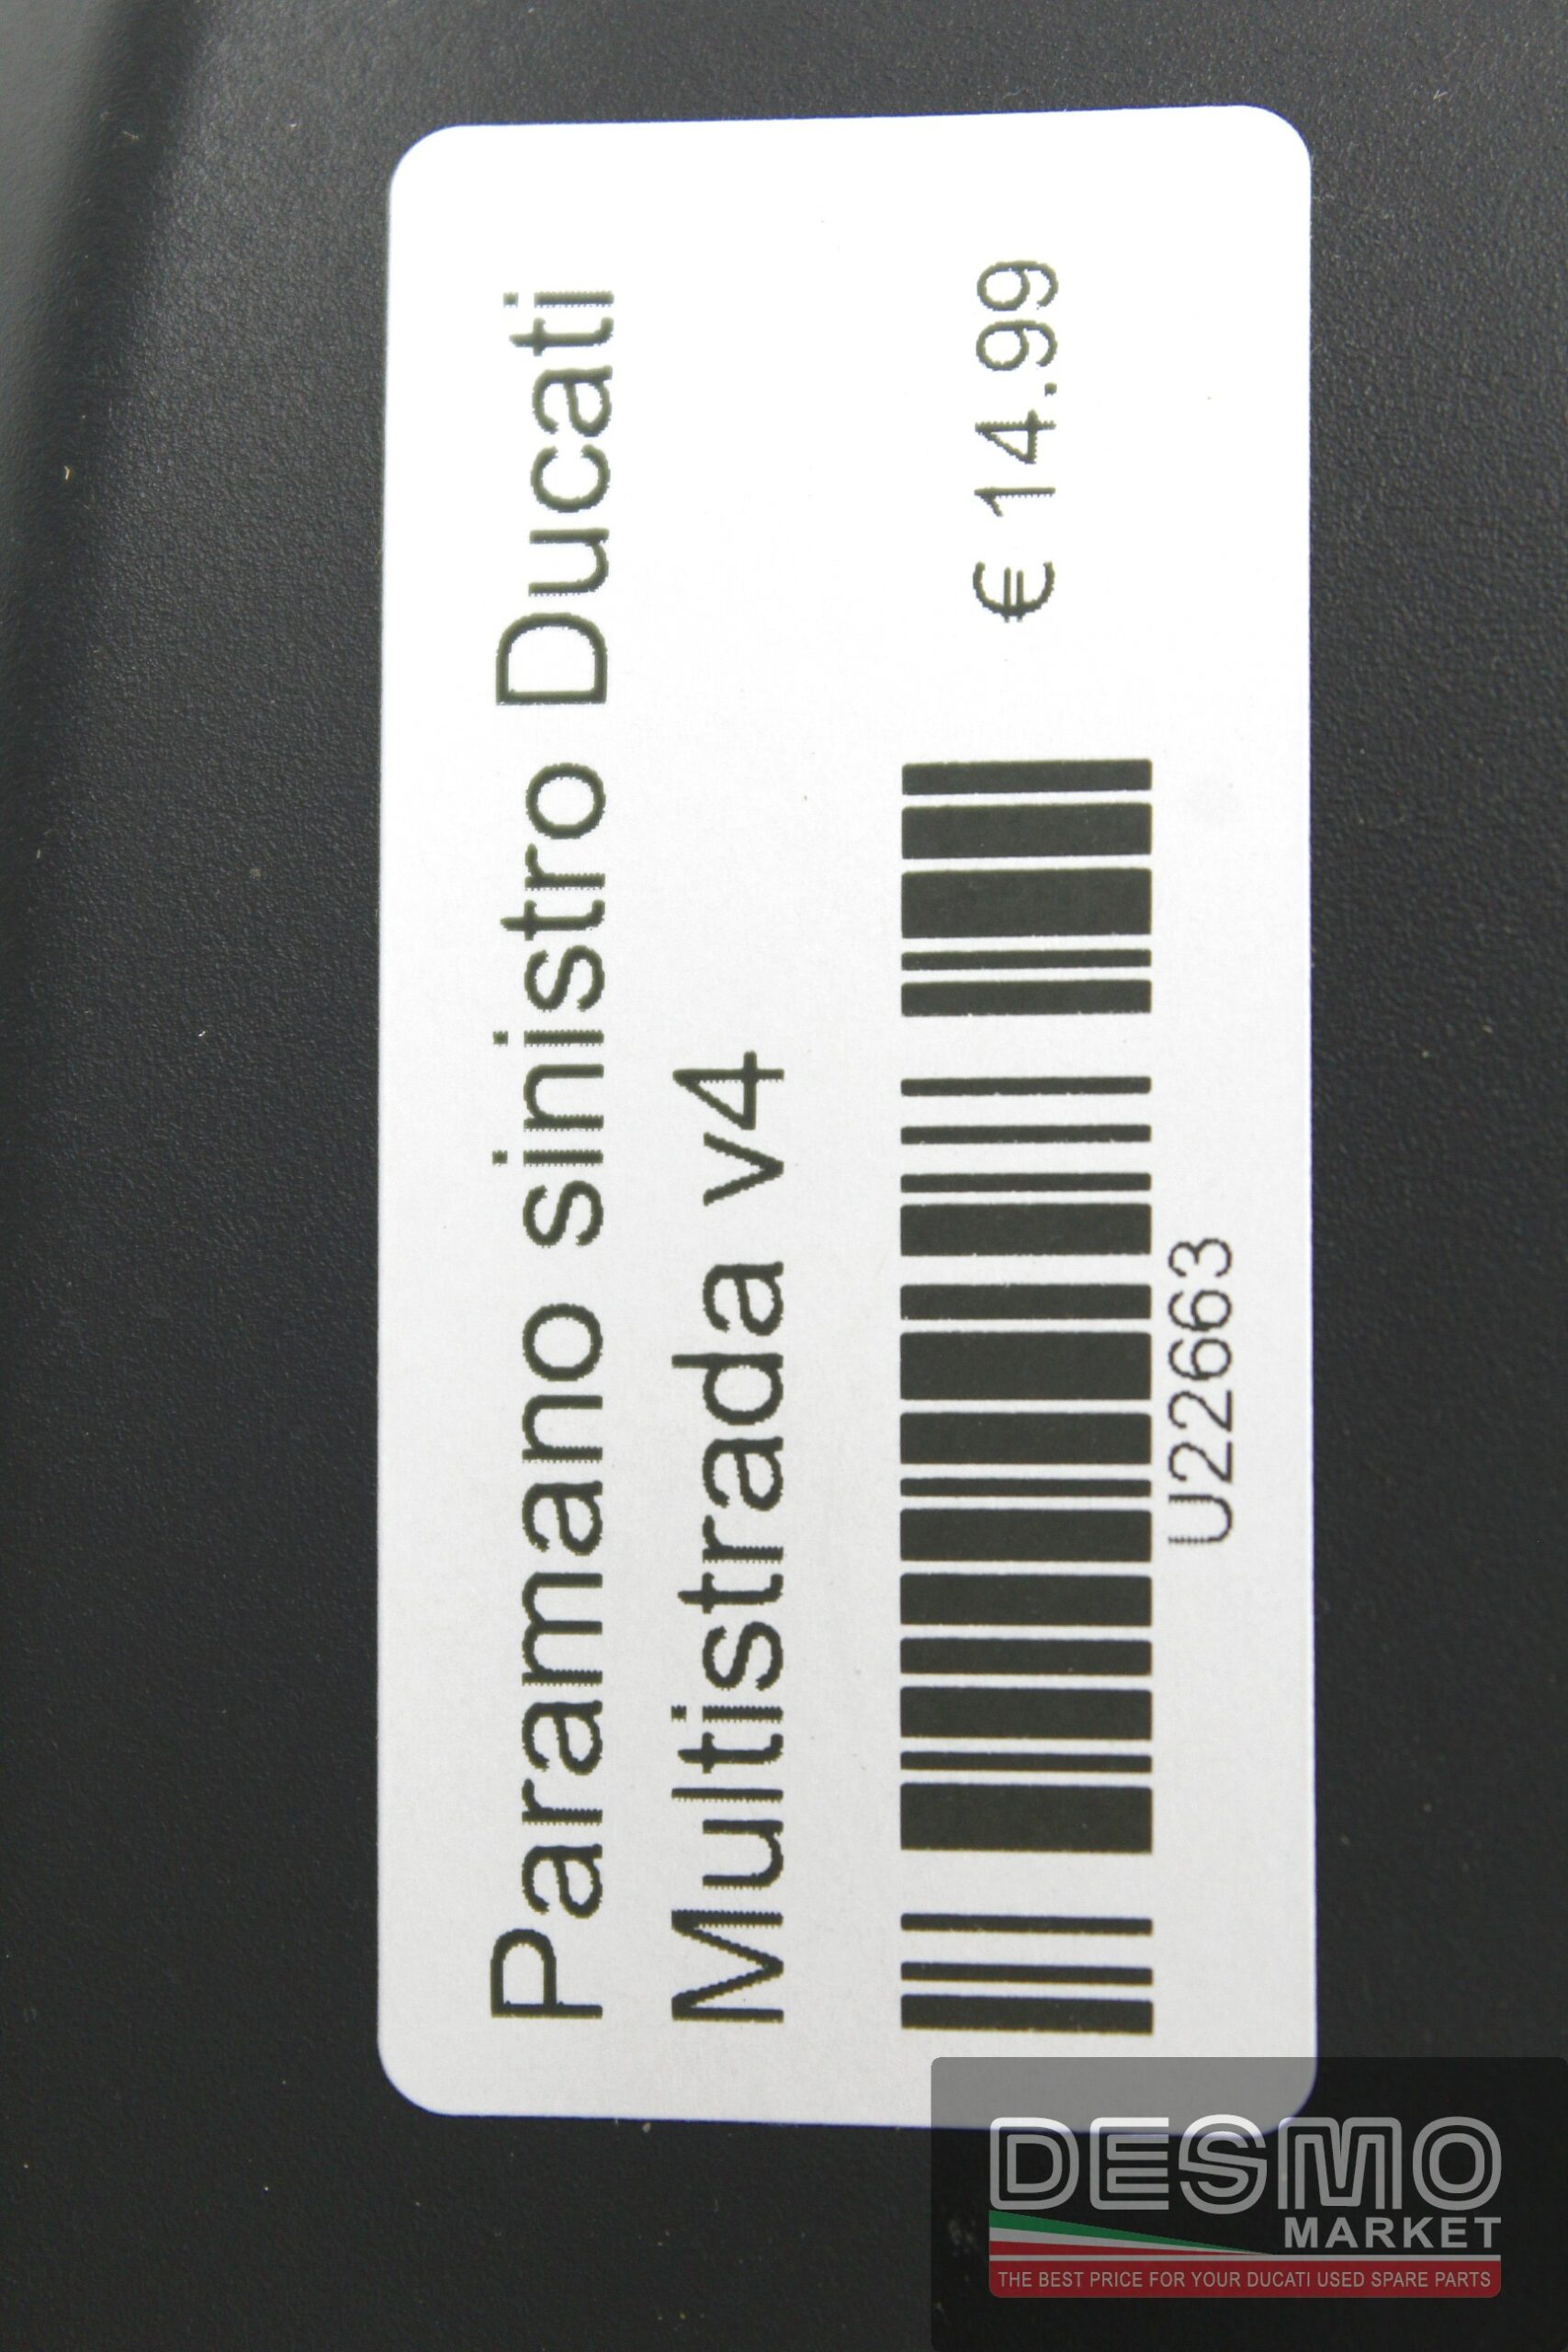 Paramano sinistro Ducati
Multistrada v4
€ 14.99
U22663
DESMO
MARKET
THE BEST PRICE FOR YOUR DUCATI USED SPARE PARTS